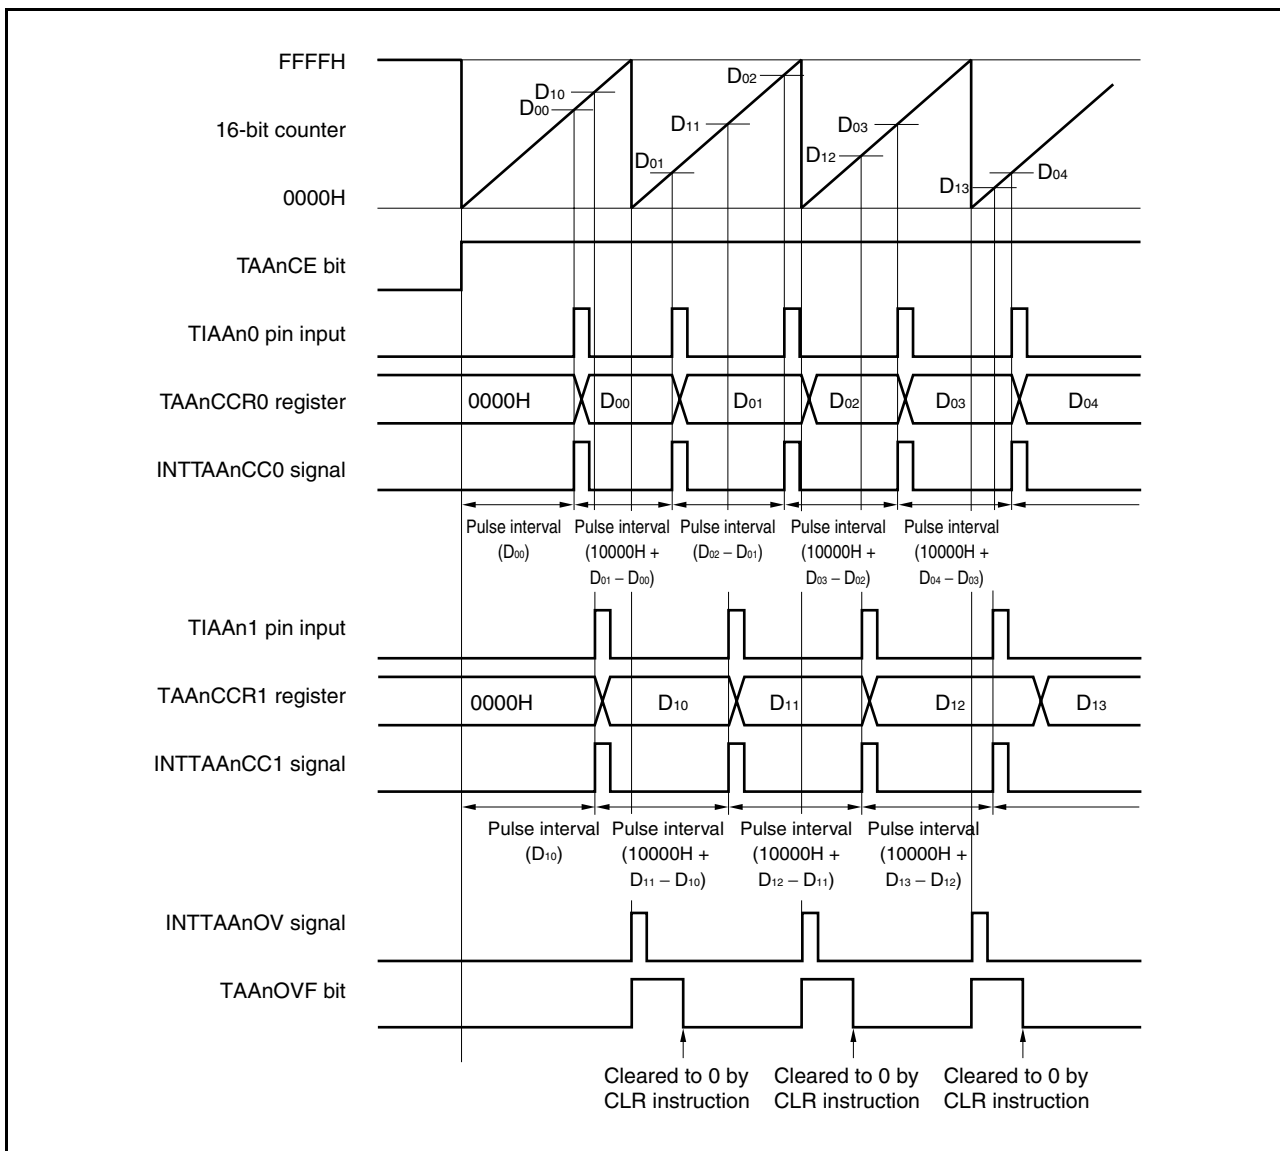 FFFFH
D10
D00
D02
16-bit counter
D11
D03
D12
D01
D13
D04
0000H
TAAnCE bit
TIAAn0 pin input
TAAnCCR0 register
0000H
D00
D01
D02
D03
D04
INTTAAnCC0 signal
Pulse interval
(D00)
Pulse interval
(10000H +
D01 – D00)
Pulse interval
(D02 – D01)
Pulse interval
(10000H +
D03 – D02)
Pulse interval
(10000H +
D04 – D03)
TIAAn1 pin input
TAAnCCR1 register
0000H
D10
D11
D12
D13
INTTAAnCC1 signal
Pulse interval
(D10)
Pulse interval
(10000H +
D11 – D10)
Pulse interval
(10000H +
D12 – D11)
Pulse interval
(10000H +
D13 – D12)
INTTAAnOV signal
TAAnOVF bit
Cleared to 0 by
CLR instruction
Cleared to 0 by
CLR instruction
Cleared to 0 by
CLR instruction